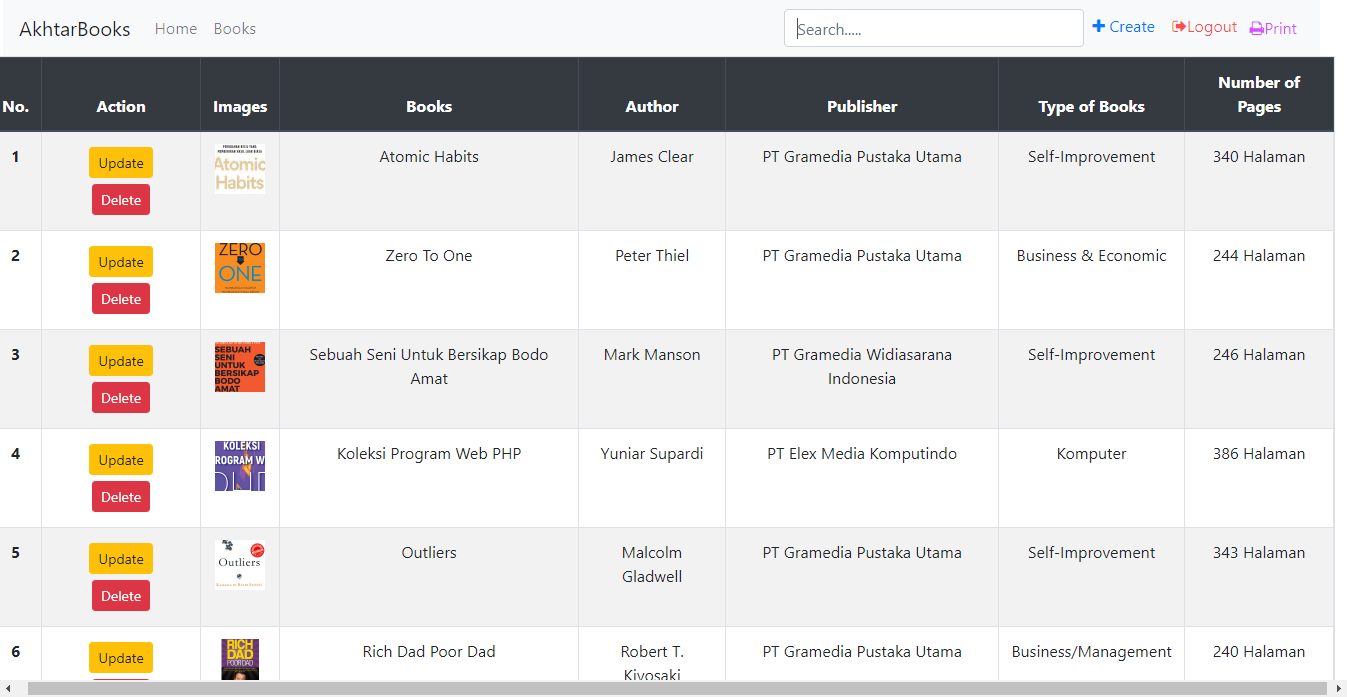 AkhtarBooks Home Books Search..... Create Logout Print
Number of
No. Action Images Books Author Publisher Type of Books Pages
1 Update Atomic Habits James Clear PT Gramedia Pustaka Utama Self-Improvement 340 Halaman
Atomic
Habits
Delete
2 Update ZERO Zero To One Peter Thiel PT Gramedia Pustaka Utama Business & Economic 244 Halaman
ONE
Delete
3 Update Sebuah Seni Untuk Bersikap Bodo Mark Manson PT Gramedia Widiasarana Self-Improvement 246 Halaman
Amat Indonesia
SEBUAH
SENI
UNTUK
BERSIKAP
BODO
AMAT
Delete
4 Update KOLEKSI Koleksi Program Web PHP Yuniar Supardi PT Elex Media Komputindo Komputer 386 Halaman
ROGRAM W
Delete
5 Update Outliers Malcolm PT Gramedia Pustaka Utama Self-Improvement 343 Halaman
Outliers Gladwell
Delete
6 Update RICH Rich Dad Poor Dad Robert T. PT Gramedia Pustaka Utama Business/Management 240 Halaman
DAD Kiyosaki
POOR DAD